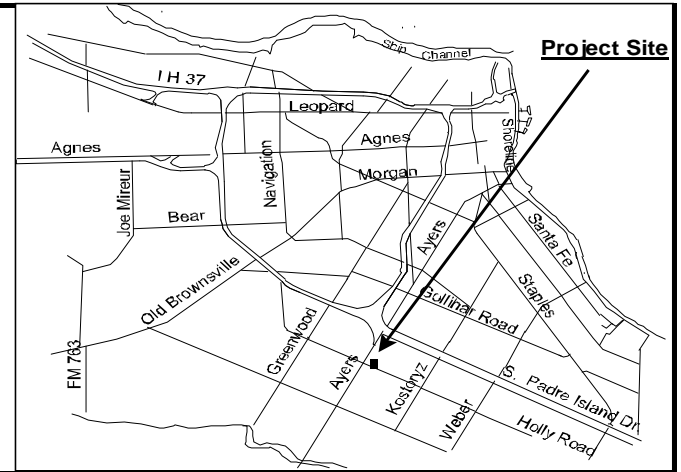 Ship Channel
Project Site
I H 37
Leopard
Shoreline
Agnes
Agnes
Navigation
Morgan
Joe Mireur
Bear
Ayers
Santa Fe
Old Brownsville
Staples
Gollihar Road
Greenwood
FM 763
Ayers
Kostoryz
S. Padre Island Dr.
Weber
Holly Road